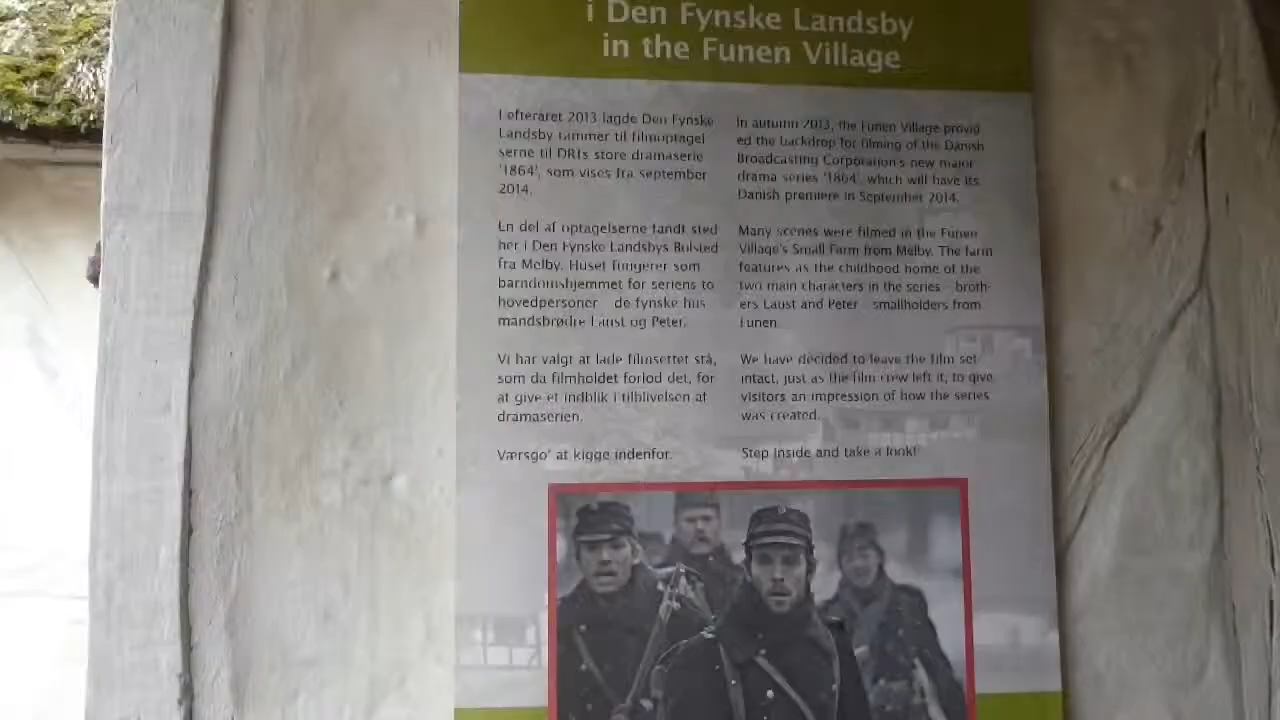 i Den Fynske Landsby
in the Funen Village
I efteråret 2013 lagde Den Fynske
Landsby rammer til filmoptagel
serne til DR1s store dramaserie
'1864', som vises fra september
2014.
En del af optagelserne fandt sted
her i Den Fynske Landsbys Bolsted
fra Melby. Huset fungerer som
barndomshjemmet for seriens to
hovedpersoner – de fynske hus
mandsbrødre Laust og Peter.
Vi har valgt at lade filmsettet stå,
som da filmholdet forlod det, for
at give et indblik i tilblivelsen af
dramaserien.
Værsgo' at kigge indenfor.
In autumn 2013, the Funen Village provid
ed the backdrop for filming of the Danish
Broadcasting Corporation's new major
drama series '1864', which will have its
Danish premiere in September 2014.
Many scenes were filmed in the Funen
Village's Small Farm from Melby. The farm
features as the childhood home of the
two main characters in the series – broth-
ers Laust and Peter – smallholders from
Funen.
We have decided to leave the film set
intact, just as the film crew left it, to give
visitors an impression of how the series
was created.
Step inside and take a look!